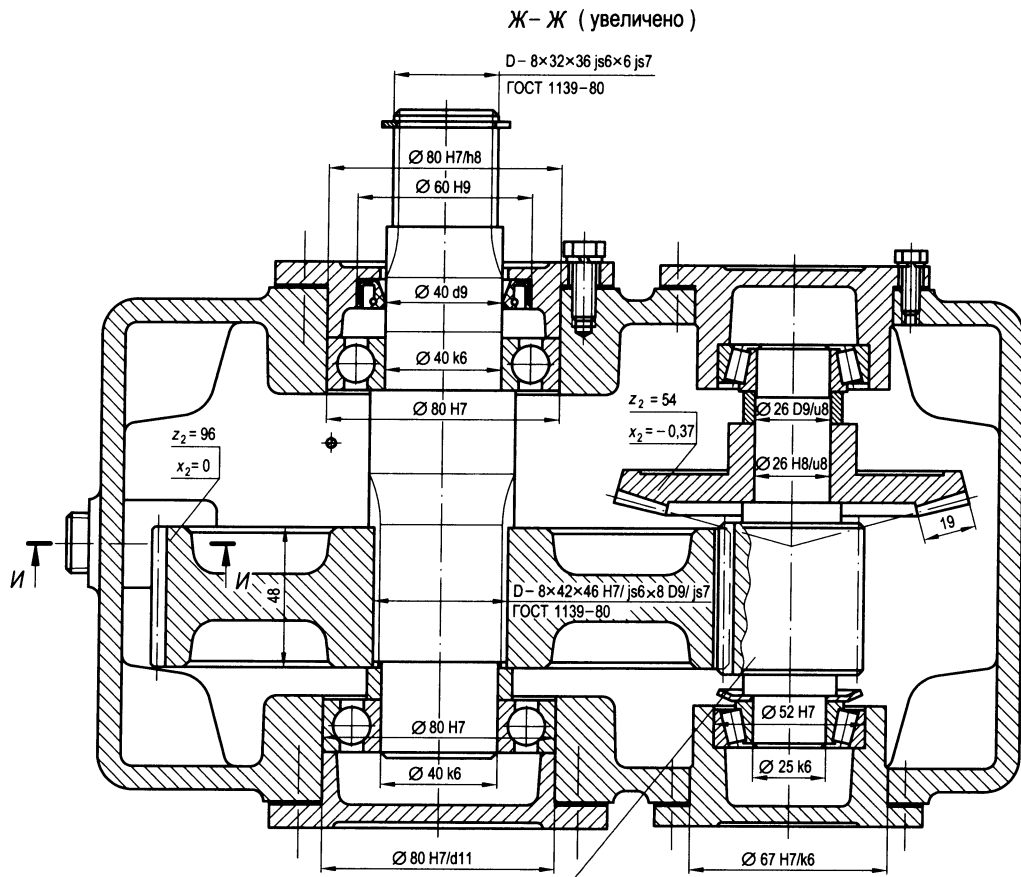 Ж–Ж (увеличено)
D – 8×32×36 js6×6 js7
ГОСТ 1139–80
Ø 80 H7/h8
Ø 60 H9
Ø 40 d9
Ø 40 k6
Ø 80 H7
z₂ = 96
x₂ = 0
z₂ = 54
x₂ = – 0,37
Ø 26 D9/u8
Ø 26 H8/u8
19
И
И
48
D – 8×42×46 H7/ js6×8 D9/ js7
ГОСТ 1139–80
Ø 80 H7
Ø 52 H7
Ø 40 k6
Ø 25 k6
Ø 80 H7/d11
Ø 67 H7/k6